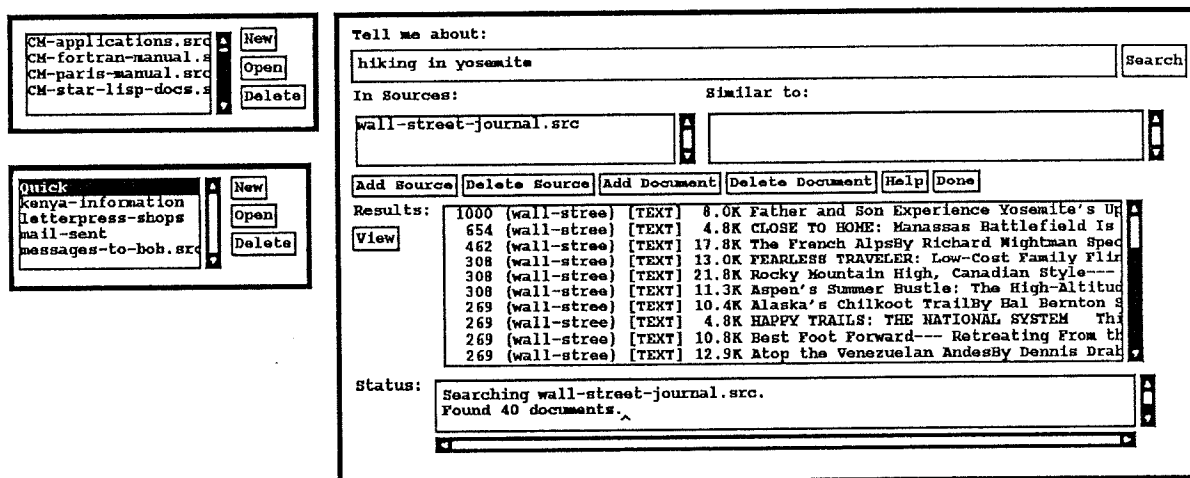 CM-applications.src
CM-fortran-manual.s
CM-paris-manual.src
CM-star-lisp-docs.s
New
Open
Delete
Quick
kenya-information
letterpress-shops
mail-sent
messages-to-bob.src
New
Open
Delete
Tell me about:
hiking in yosemite
Search
In Sources:
Similar to:
wall-street-journal.src
Add Source Delete Source Add Document Delete Document Help Done
Results:
View
1000 (wall-stree) [TEXT] 8.0K Father and Son Experience Yosemite's Up
654 (wall-stree) [TEXT] 4.8K CLOSE TO HOME: Manassas Battlefield Is
462 (wall-stree) [TEXT] 17.8K The French AlpsBy Richard Wightman Spec
308 (wall-stree) [TEXT] 13.0K FEARLESS TRAVELER: Low-Cost Family Flin
308 (wall-stree) [TEXT] 21.8K Rocky Mountain High, Canadian Style---
308 (wall-stree) [TEXT] 11.3K Aspen's Summer Bustle: The High-Altitud
269 (wall-stree) [TEXT] 10.4K Alaska's Chilkoot TrailBy Hal Bernton S
269 (wall-stree) [TEXT] 4.8K HAPPY TRAILS: THE NATIONAL SYSTEM Thi
269 (wall-stree) [TEXT] 10.8K Best Foot Forward--- Retreating From th
269 (wall-stree) [TEXT] 12.9K Atop the Venezuelan AndesBy Dennis Drab
Status:
Searching wall-street-journal.src.
Found 40 documents.